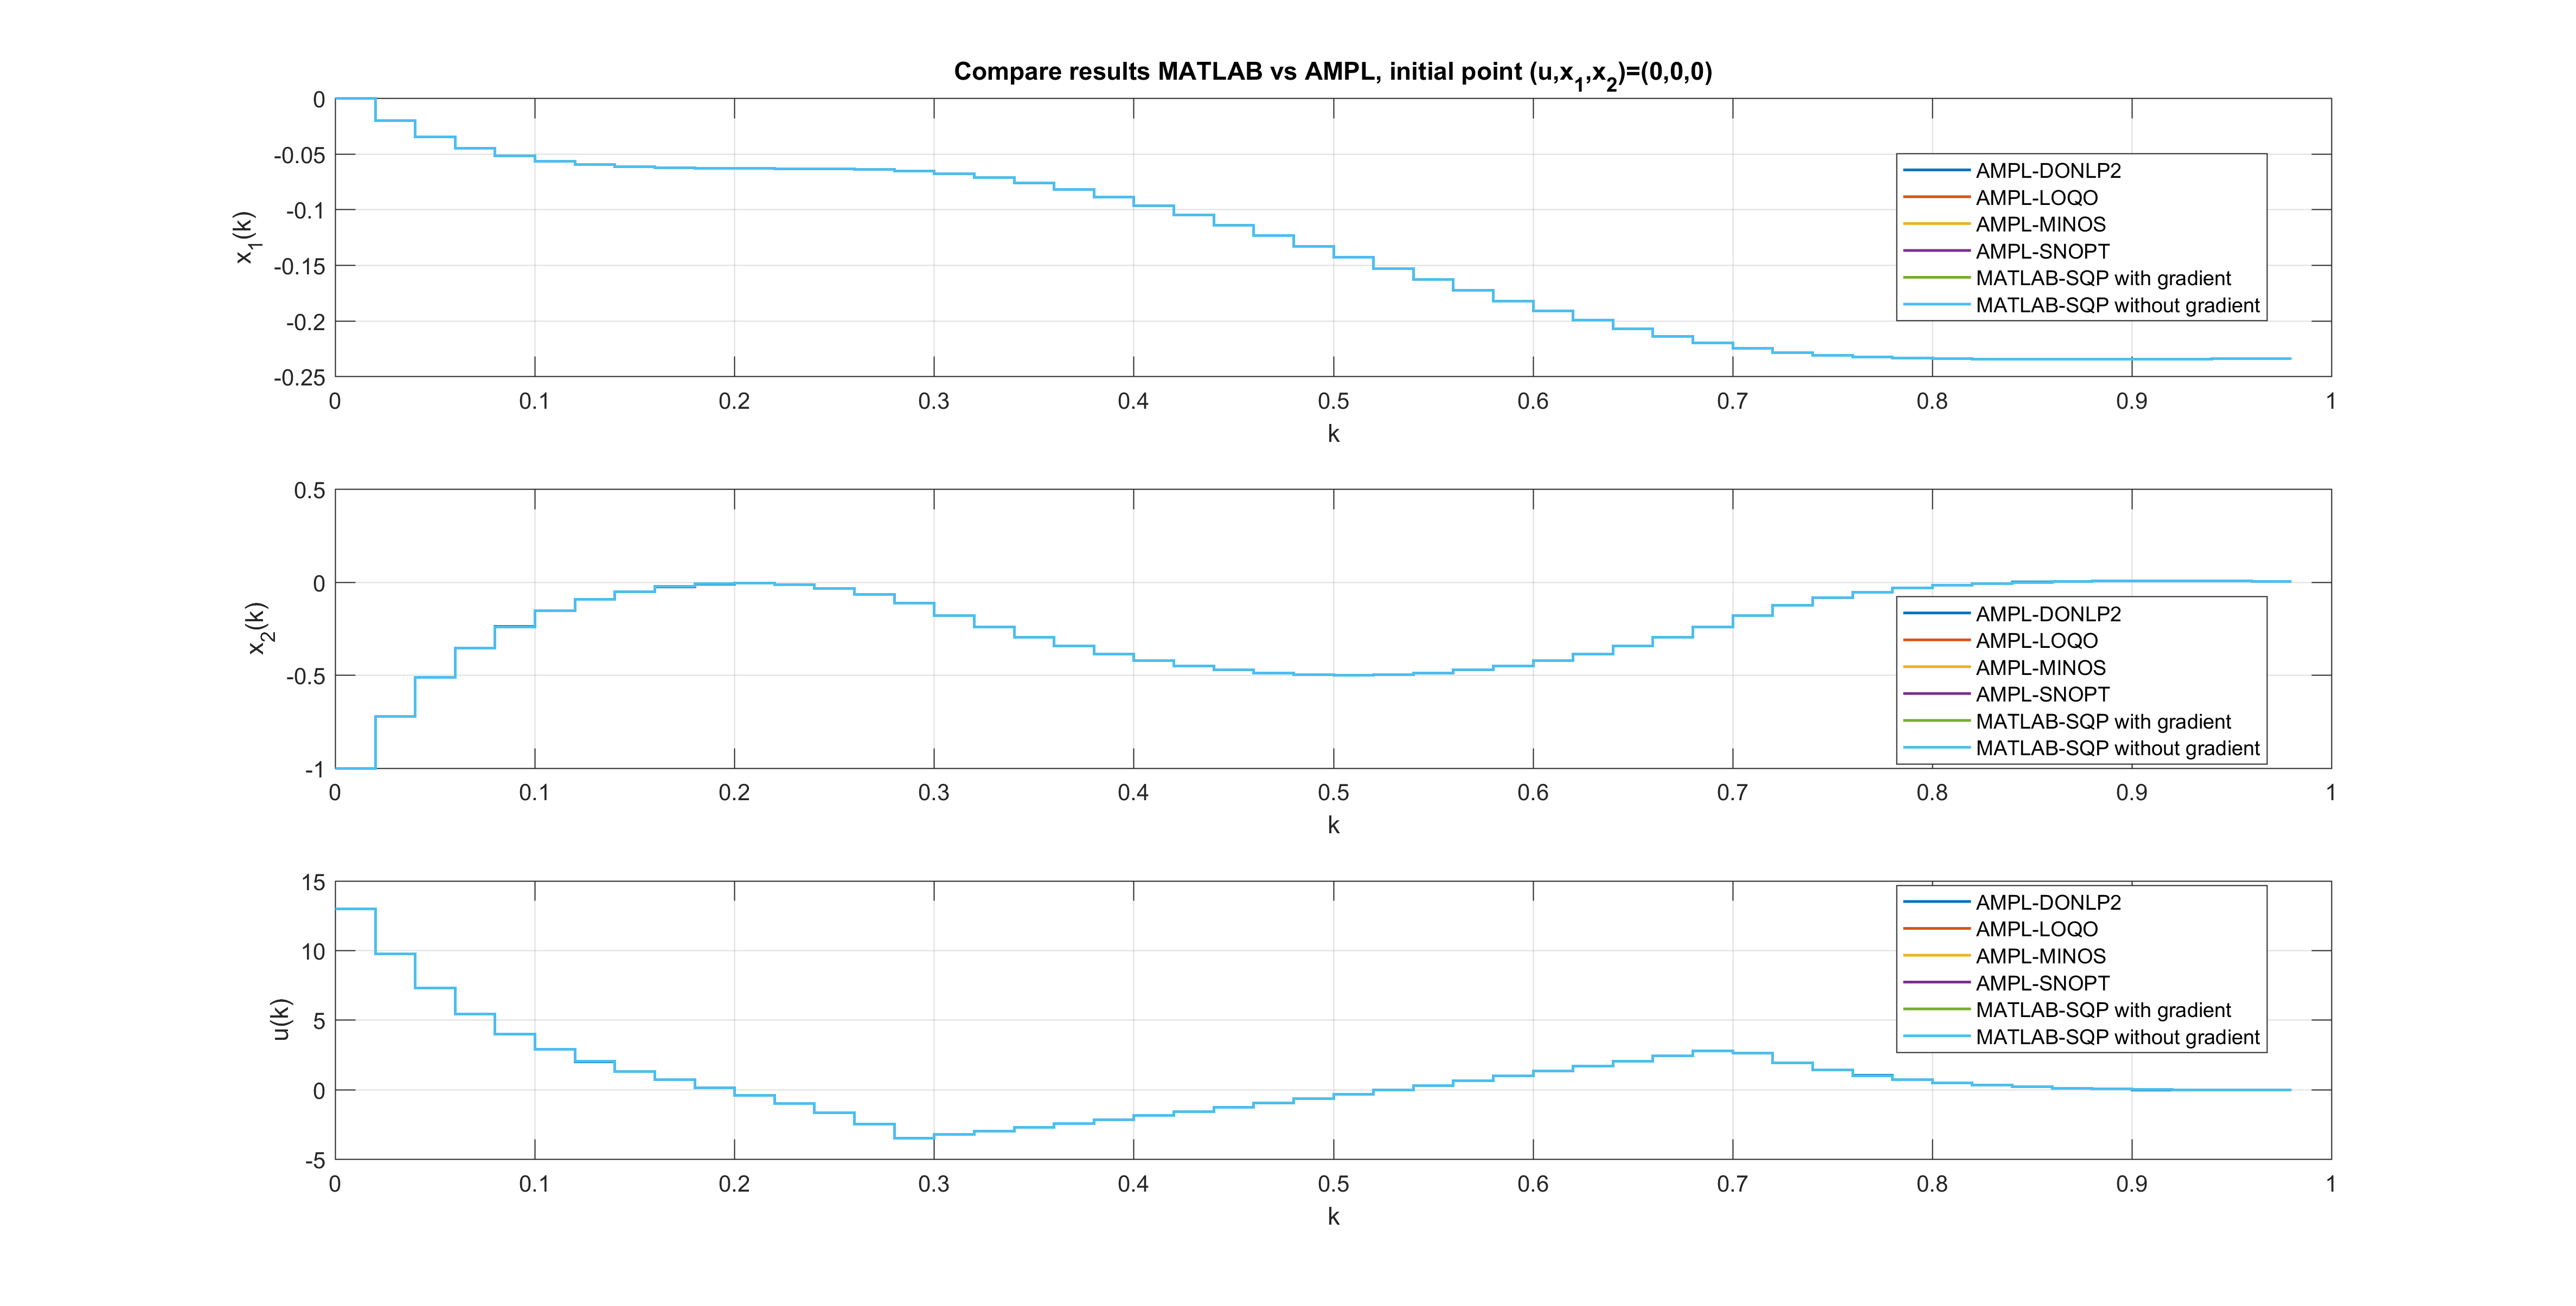 Compare results MATLAB vs AMPL, initial point (u,x1,x2)=(0,0,0)
0
-0.05
-0.1
-0.15
-0.2
-0.25
x1(k)
AMPL-DONLP2
AMPL-LOQO
AMPL-MINOS
AMPL-SNOPT
MATLAB-SQP with gradient
MATLAB-SQP without gradient
0 0.1 0.2 0.3 0.4 0.5 0.6 0.7 0.8 0.9 1
k
0.5
0
-0.5
-1
x2(k)
AMPL-DONLP2
AMPL-LOQO
AMPL-MINOS
AMPL-SNOPT
MATLAB-SQP with gradient
MATLAB-SQP without gradient
0 0.1 0.2 0.3 0.4 0.5 0.6 0.7 0.8 0.9 1
k
15
10
5
0
-5
u(k)
AMPL-DONLP2
AMPL-LOQO
AMPL-MINOS
AMPL-SNOPT
MATLAB-SQP with gradient
MATLAB-SQP without gradient
0 0.1 0.2 0.3 0.4 0.5 0.6 0.7 0.8 0.9 1
k